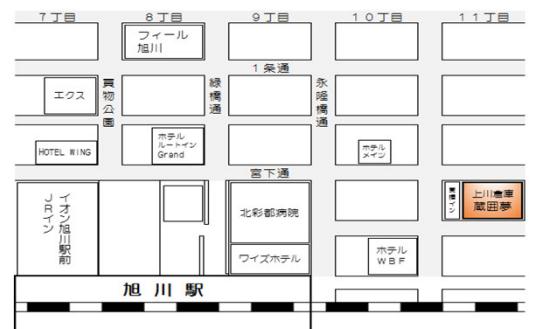 7丁目
8丁目
9丁目
10丁目
11丁目
フィール
旭川
1条通
エクス
買物公園
緑橋通
永隆橋通
HOTEL WING
ホテル
ルートイン
Grand
ホテル
メイン
宮下通
イオン旭川駅前
JRイン
北彩都病院
ワイズホテル
ホテル
WBF
東横イン
上川倉庫
蔵囲夢
旭川駅